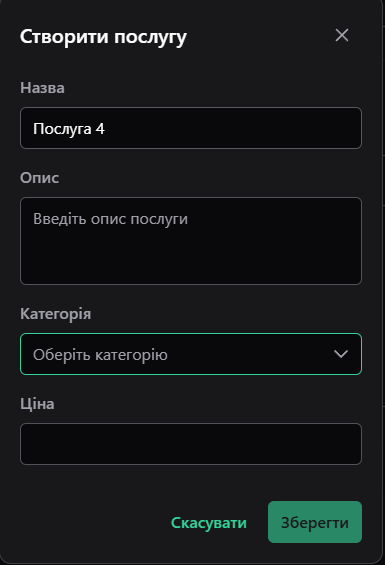 Створити послугу
Назва
Послуга 4
Опис
Введіть опис послуги
Категорія
Оберіть категорію
Ціна
Скасувати
Зберегти